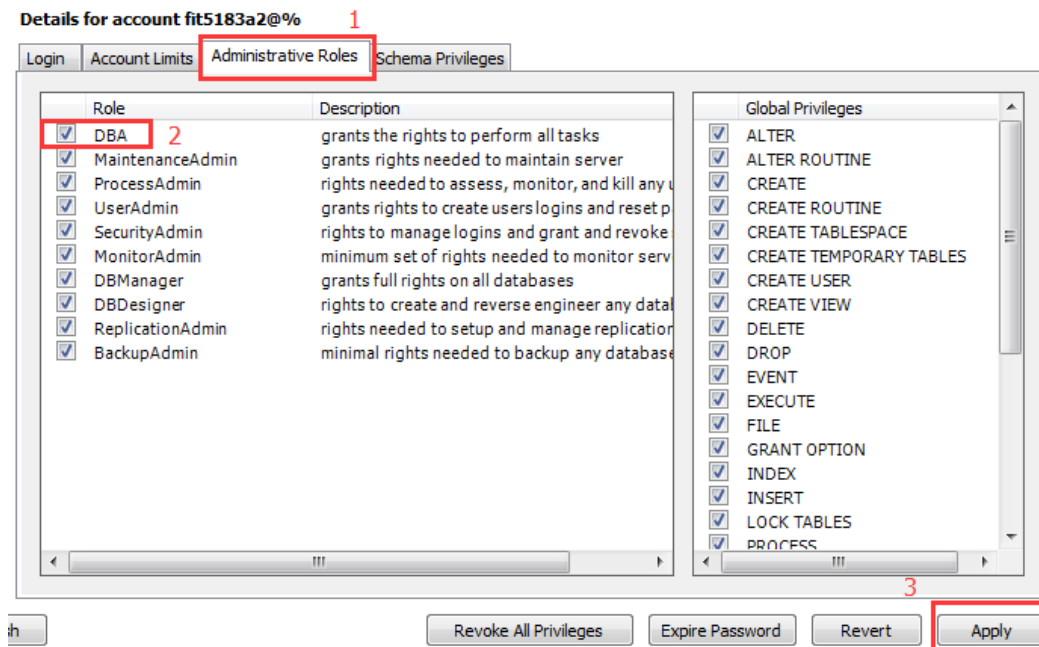 Details for account fit5183a2@% 1
Login Account Limits Administrative Roles Schema Privileges
Role Description
DBA 2 grants the rights to perform all tasks
MaintenanceAdmin grants rights needed to maintain server
ProcessAdmin rights needed to assess, monitor, and kill any u
UserAdmin grants rights to create users logins and reset p
SecurityAdmin rights to manage logins and grant and revoke
MonitorAdmin minimum set of rights needed to monitor serv
DBManager grants full rights on all databases
DBDesigner rights to create and reverse engineer any datal
ReplicationAdmin rights needed to setup and manage replication
BackupAdmin minimal rights needed to backup any database
Global Privileges
ALTER
ALTER ROUTINE
CREATE
CREATE ROUTINE
CREATE TABLESPACE
CREATE TEMPORARY TABLES
CREATE USER
CREATE VIEW
DELETE
DROP
EVENT
EXECUTE
FILE
GRANT OPTION
INDEX
INSERT
LOCK TABLES
PROCESS
3
sh Revoke All Privileges Expire Password Revert Apply